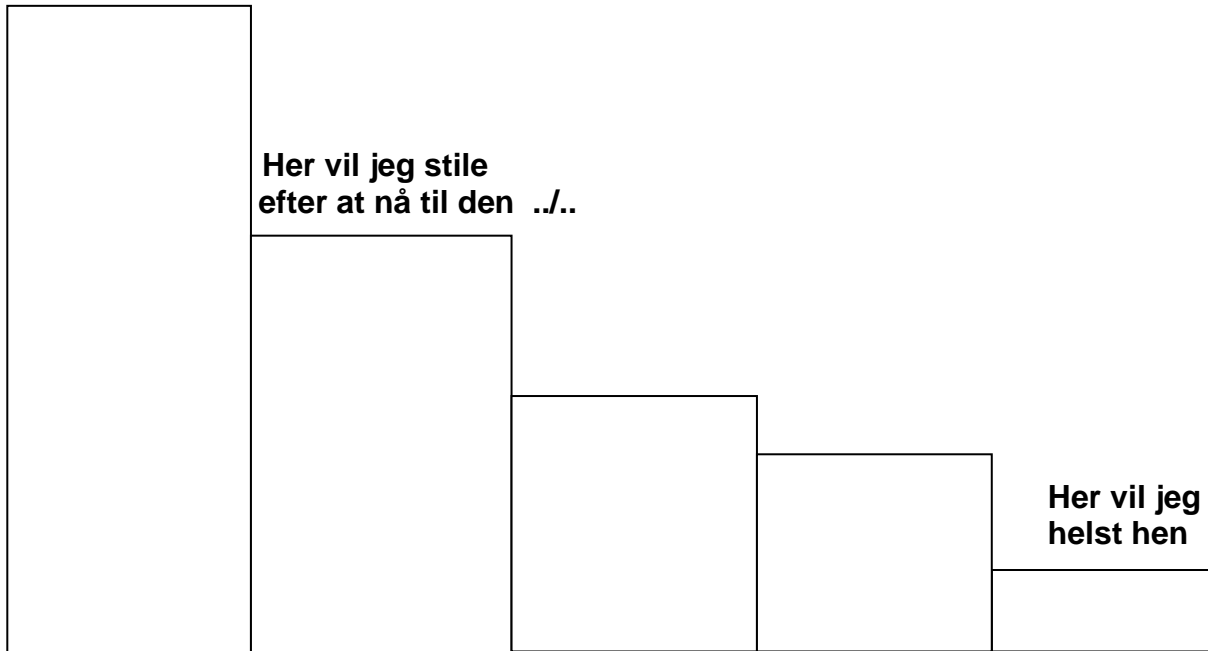 Her vil jeg stile
efter at nå til den ../..
Her vil jeg
helst hen